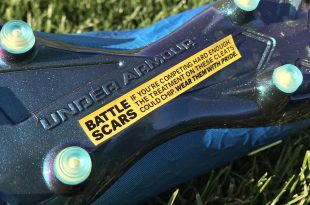 UNDER ARMOUR
BATTLE
SCARS
IF YOU'RE COMPETING HARD ENOUGH
THE TREATMENT ON THESE CLEATS
COULD CHIP. WEAR THEM WITH PRIDE.